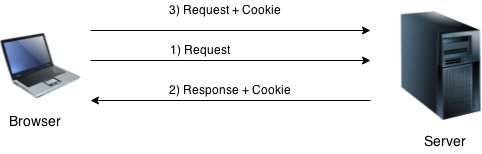 3) Request + Cookie
1) Request
2) Response + Cookie
Browser
Server